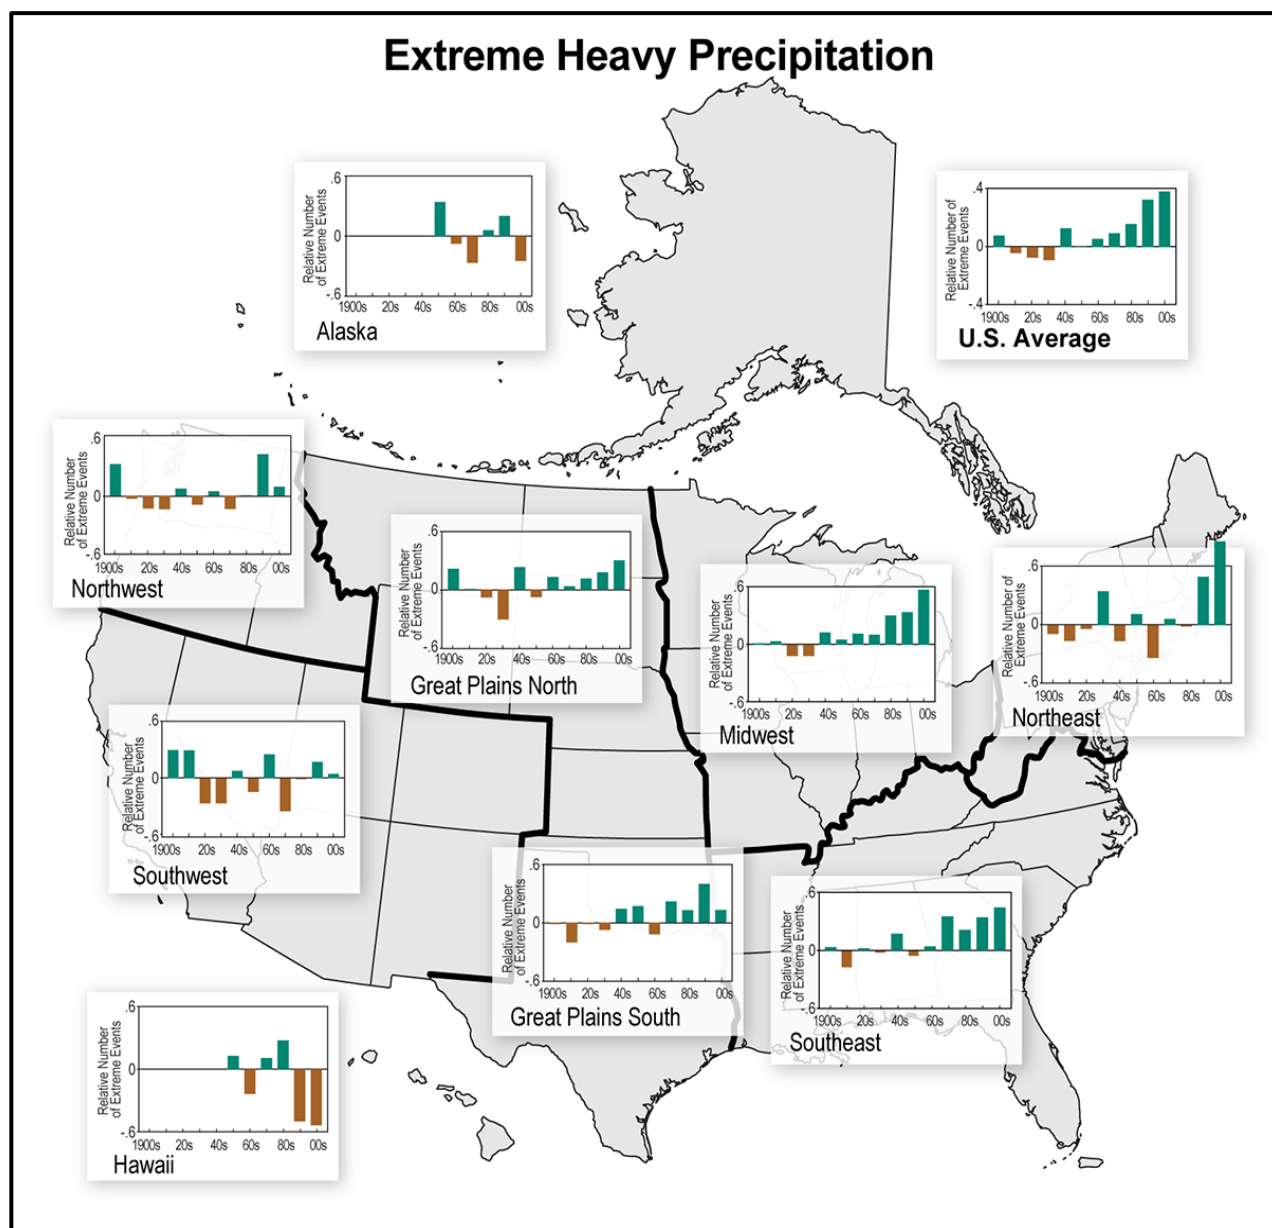 Extreme Heavy Precipitation
Relative Number
of Extreme Events
.6
0
-.6
1900s 20s 40s 60s 80s 00s
Alaska
Relative Number of
Extreme Events
.4
0
-.4
1900s 20s 40s 60s 80s 00s
U.S. Average
Relative Number
of Extreme Events
.6
0
-.6
1900s 20s 40s 60s 80s 00s
Northwest
Relative Number
of Extreme Events
.6
0
-.6
1900s 20s 40s 60s 80s 00s
Great Plains North
Relative Number
of Extreme Events
.6
0
-.6
1900s 20s 40s 60s 80s 00s
Midwest
Relative Number of
Extreme Events
.6
0
-.6
1900s 20s 40s 60s 80s 00s
Northeast
Relative Number
of Extreme Events
.6
0
-.6
1900s 20s 40s 60s 80s 00s
Southwest
Relative Number
of Extreme Events
.6
0
-.6
1900s 20s 40s 60s 80s 00s
Great Plains South
Relative Number
of Extreme Events
.6
0
-.6
1900s 20s 40s 60s 80s 00s
Southeast
Relative Number
of Extreme Events
.6
0
-.6
1900s 20s 40s 60s 80s 00s
Hawaii